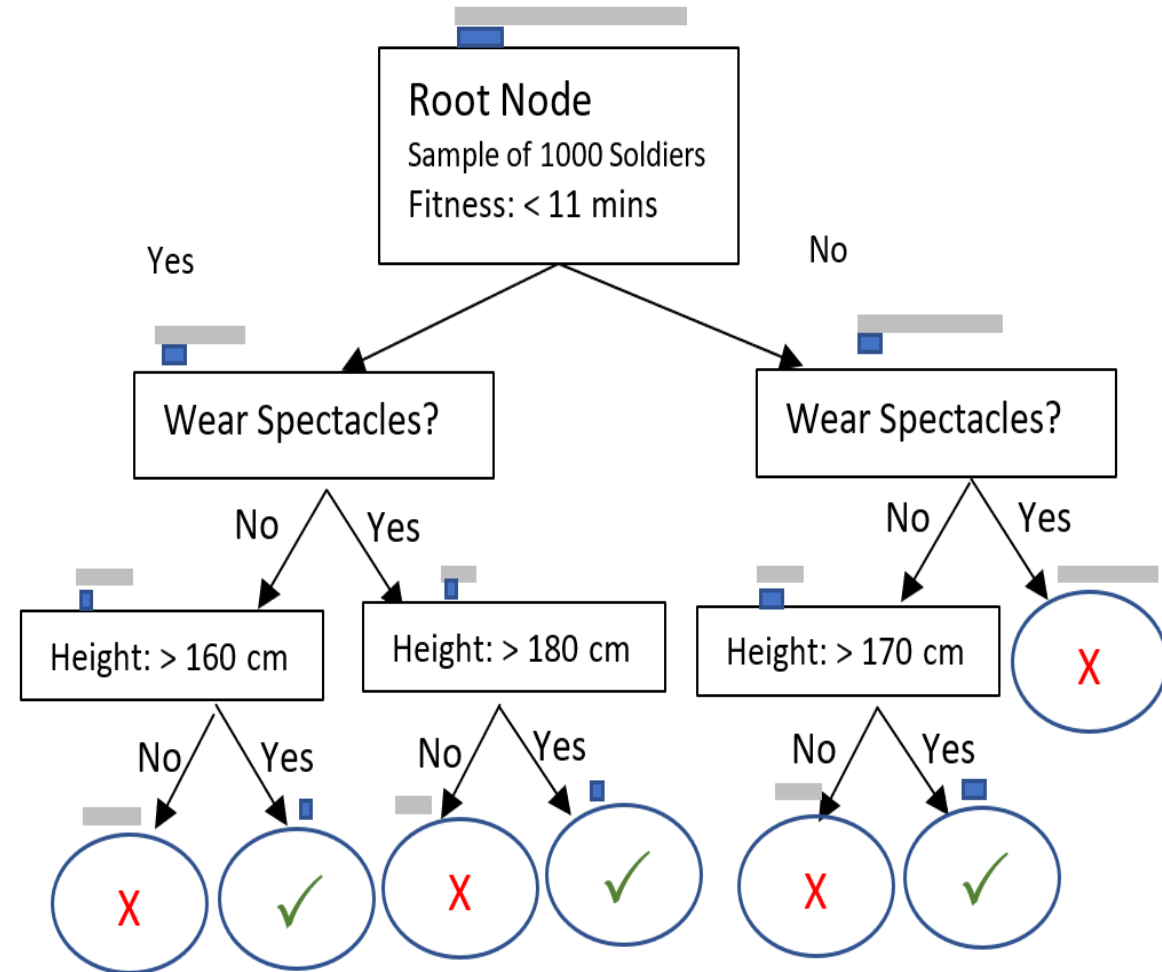 Root Node
Sample of 1000 Soldiers
Fitness: < 11 mins
Yes
No
Wear Spectacles?
Wear Spectacles?
No
Yes
No
Yes
Height: > 160 cm
Height: > 180 cm
Height: > 170 cm
X
No
Yes
No
Yes
No
Yes
X
✓
X
✓
X
✓